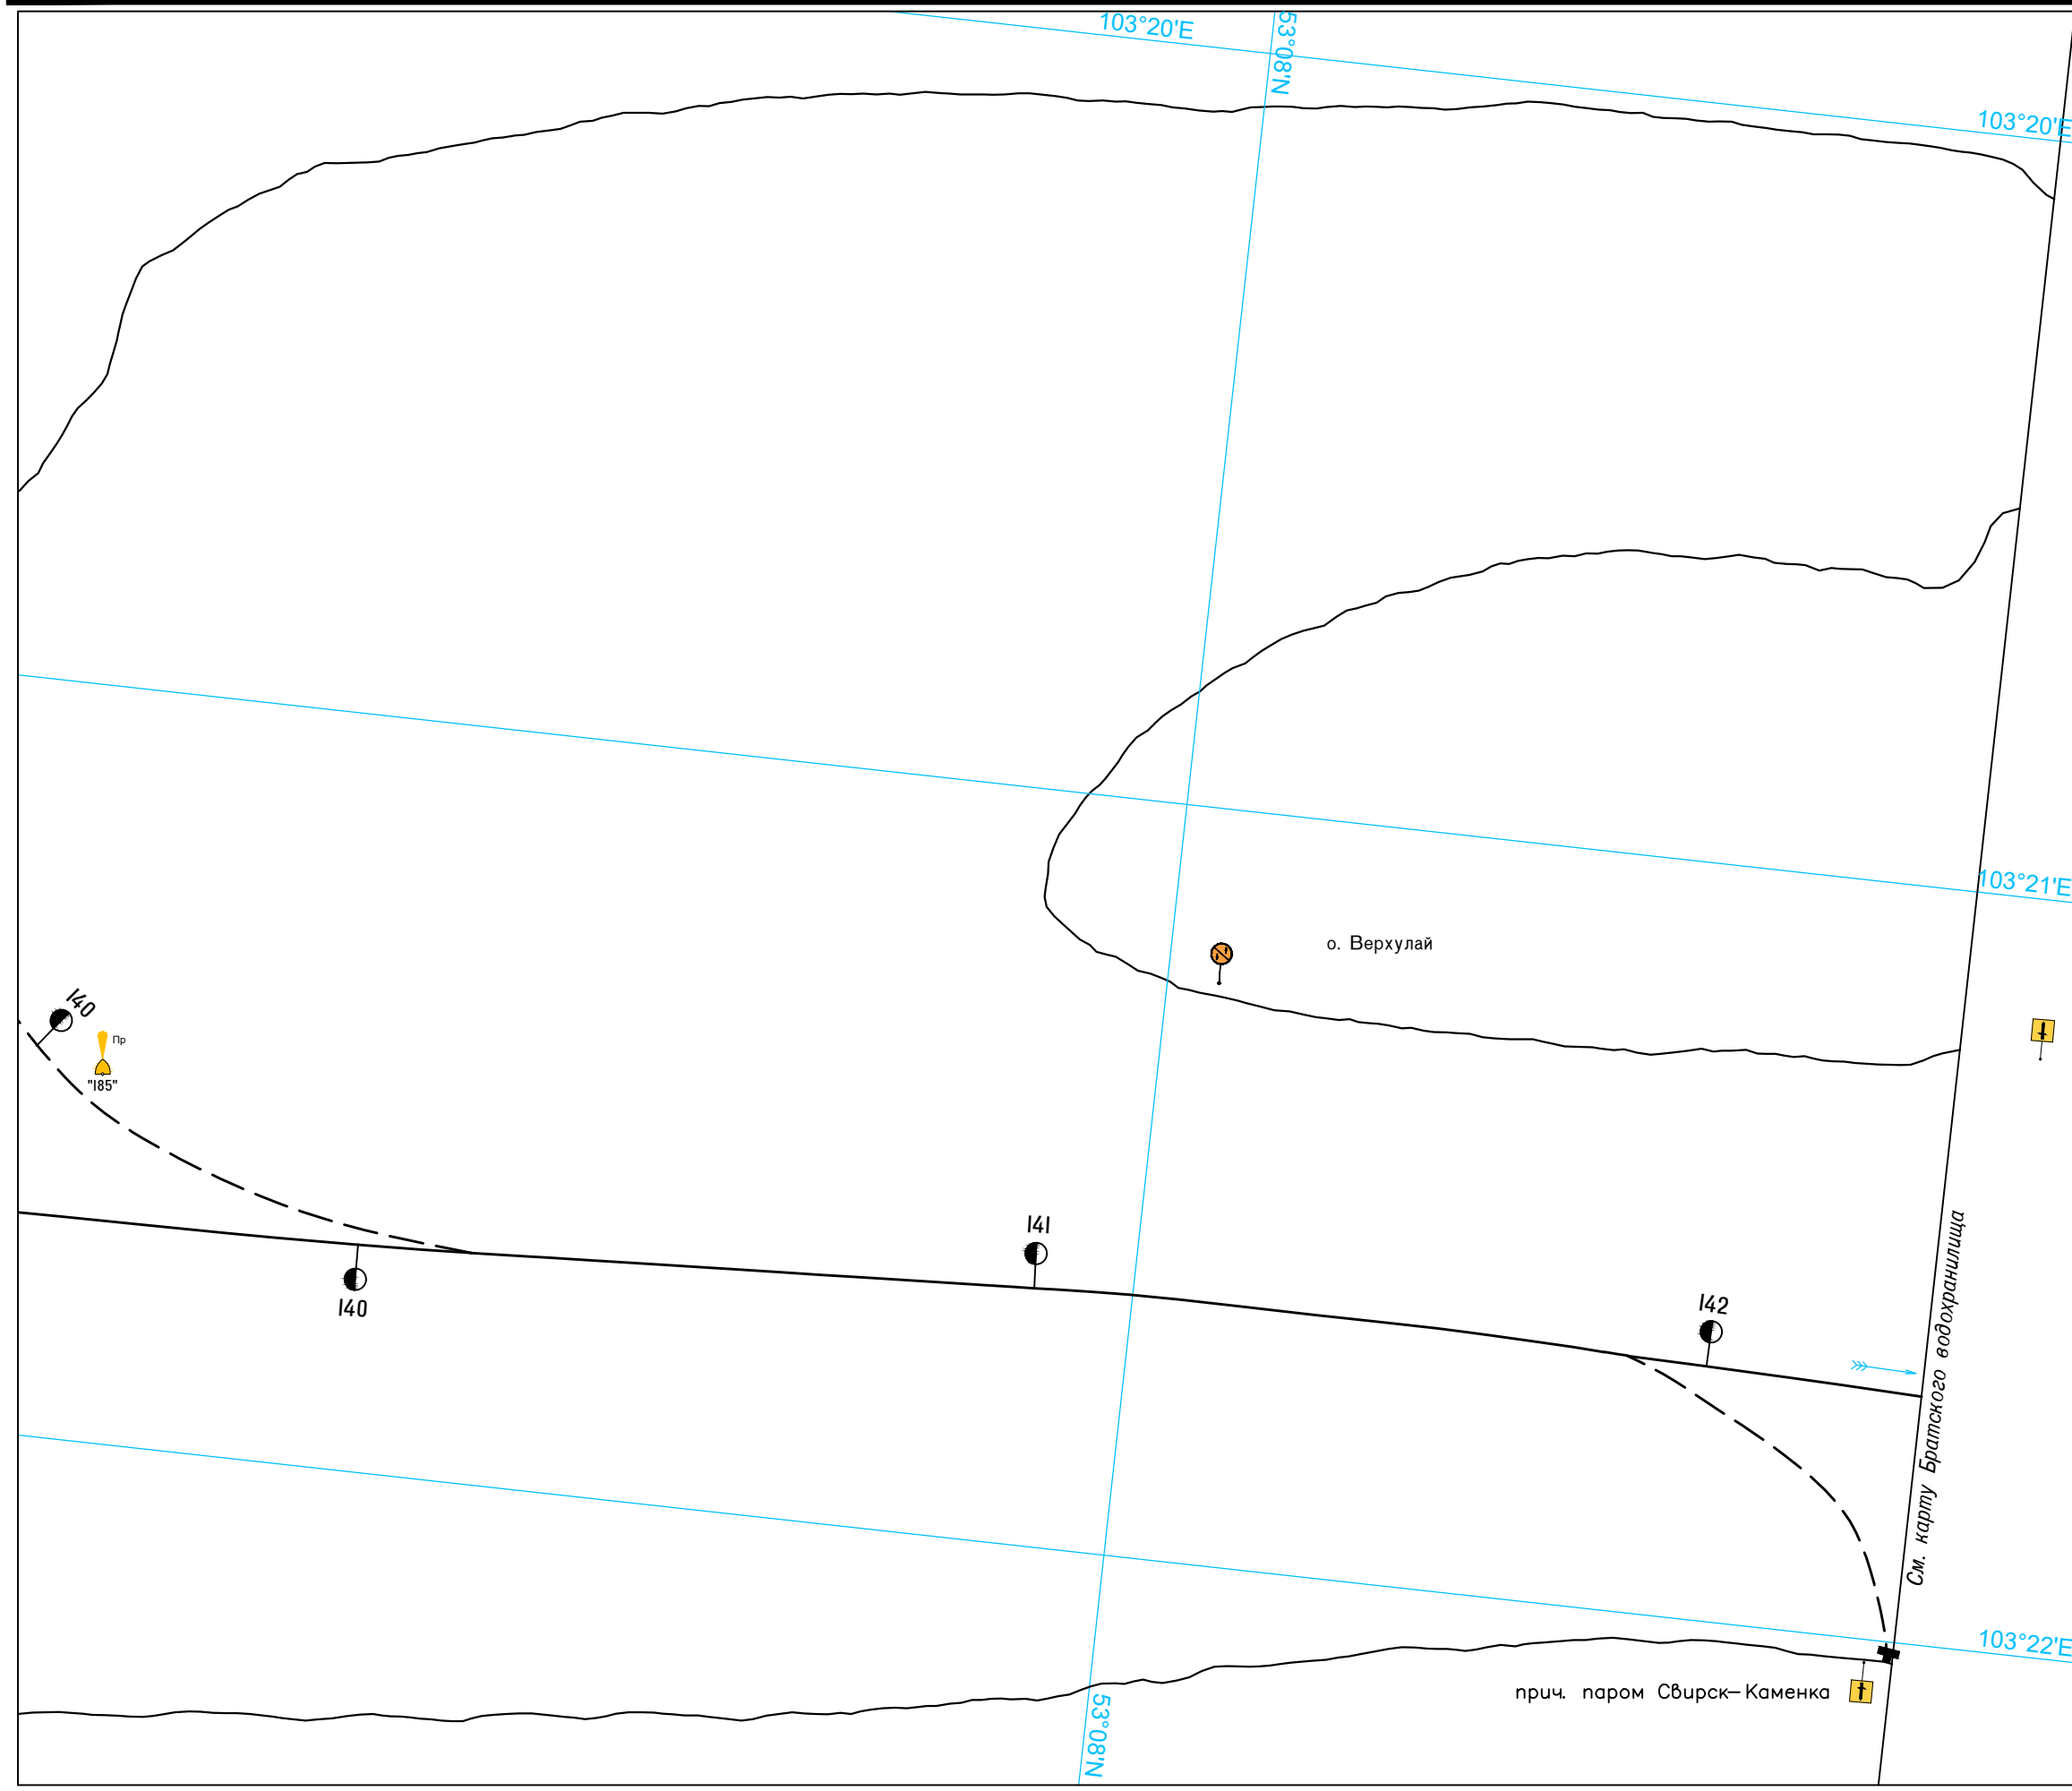 103°20'E
53°08'N
103°20'E
103°21'E
о. Верхулай
140
Пр
"185"
141
140
142
См. карту Братского водохранилища
103°22'E
прич. паром Свирск-Каменка
53°08'N